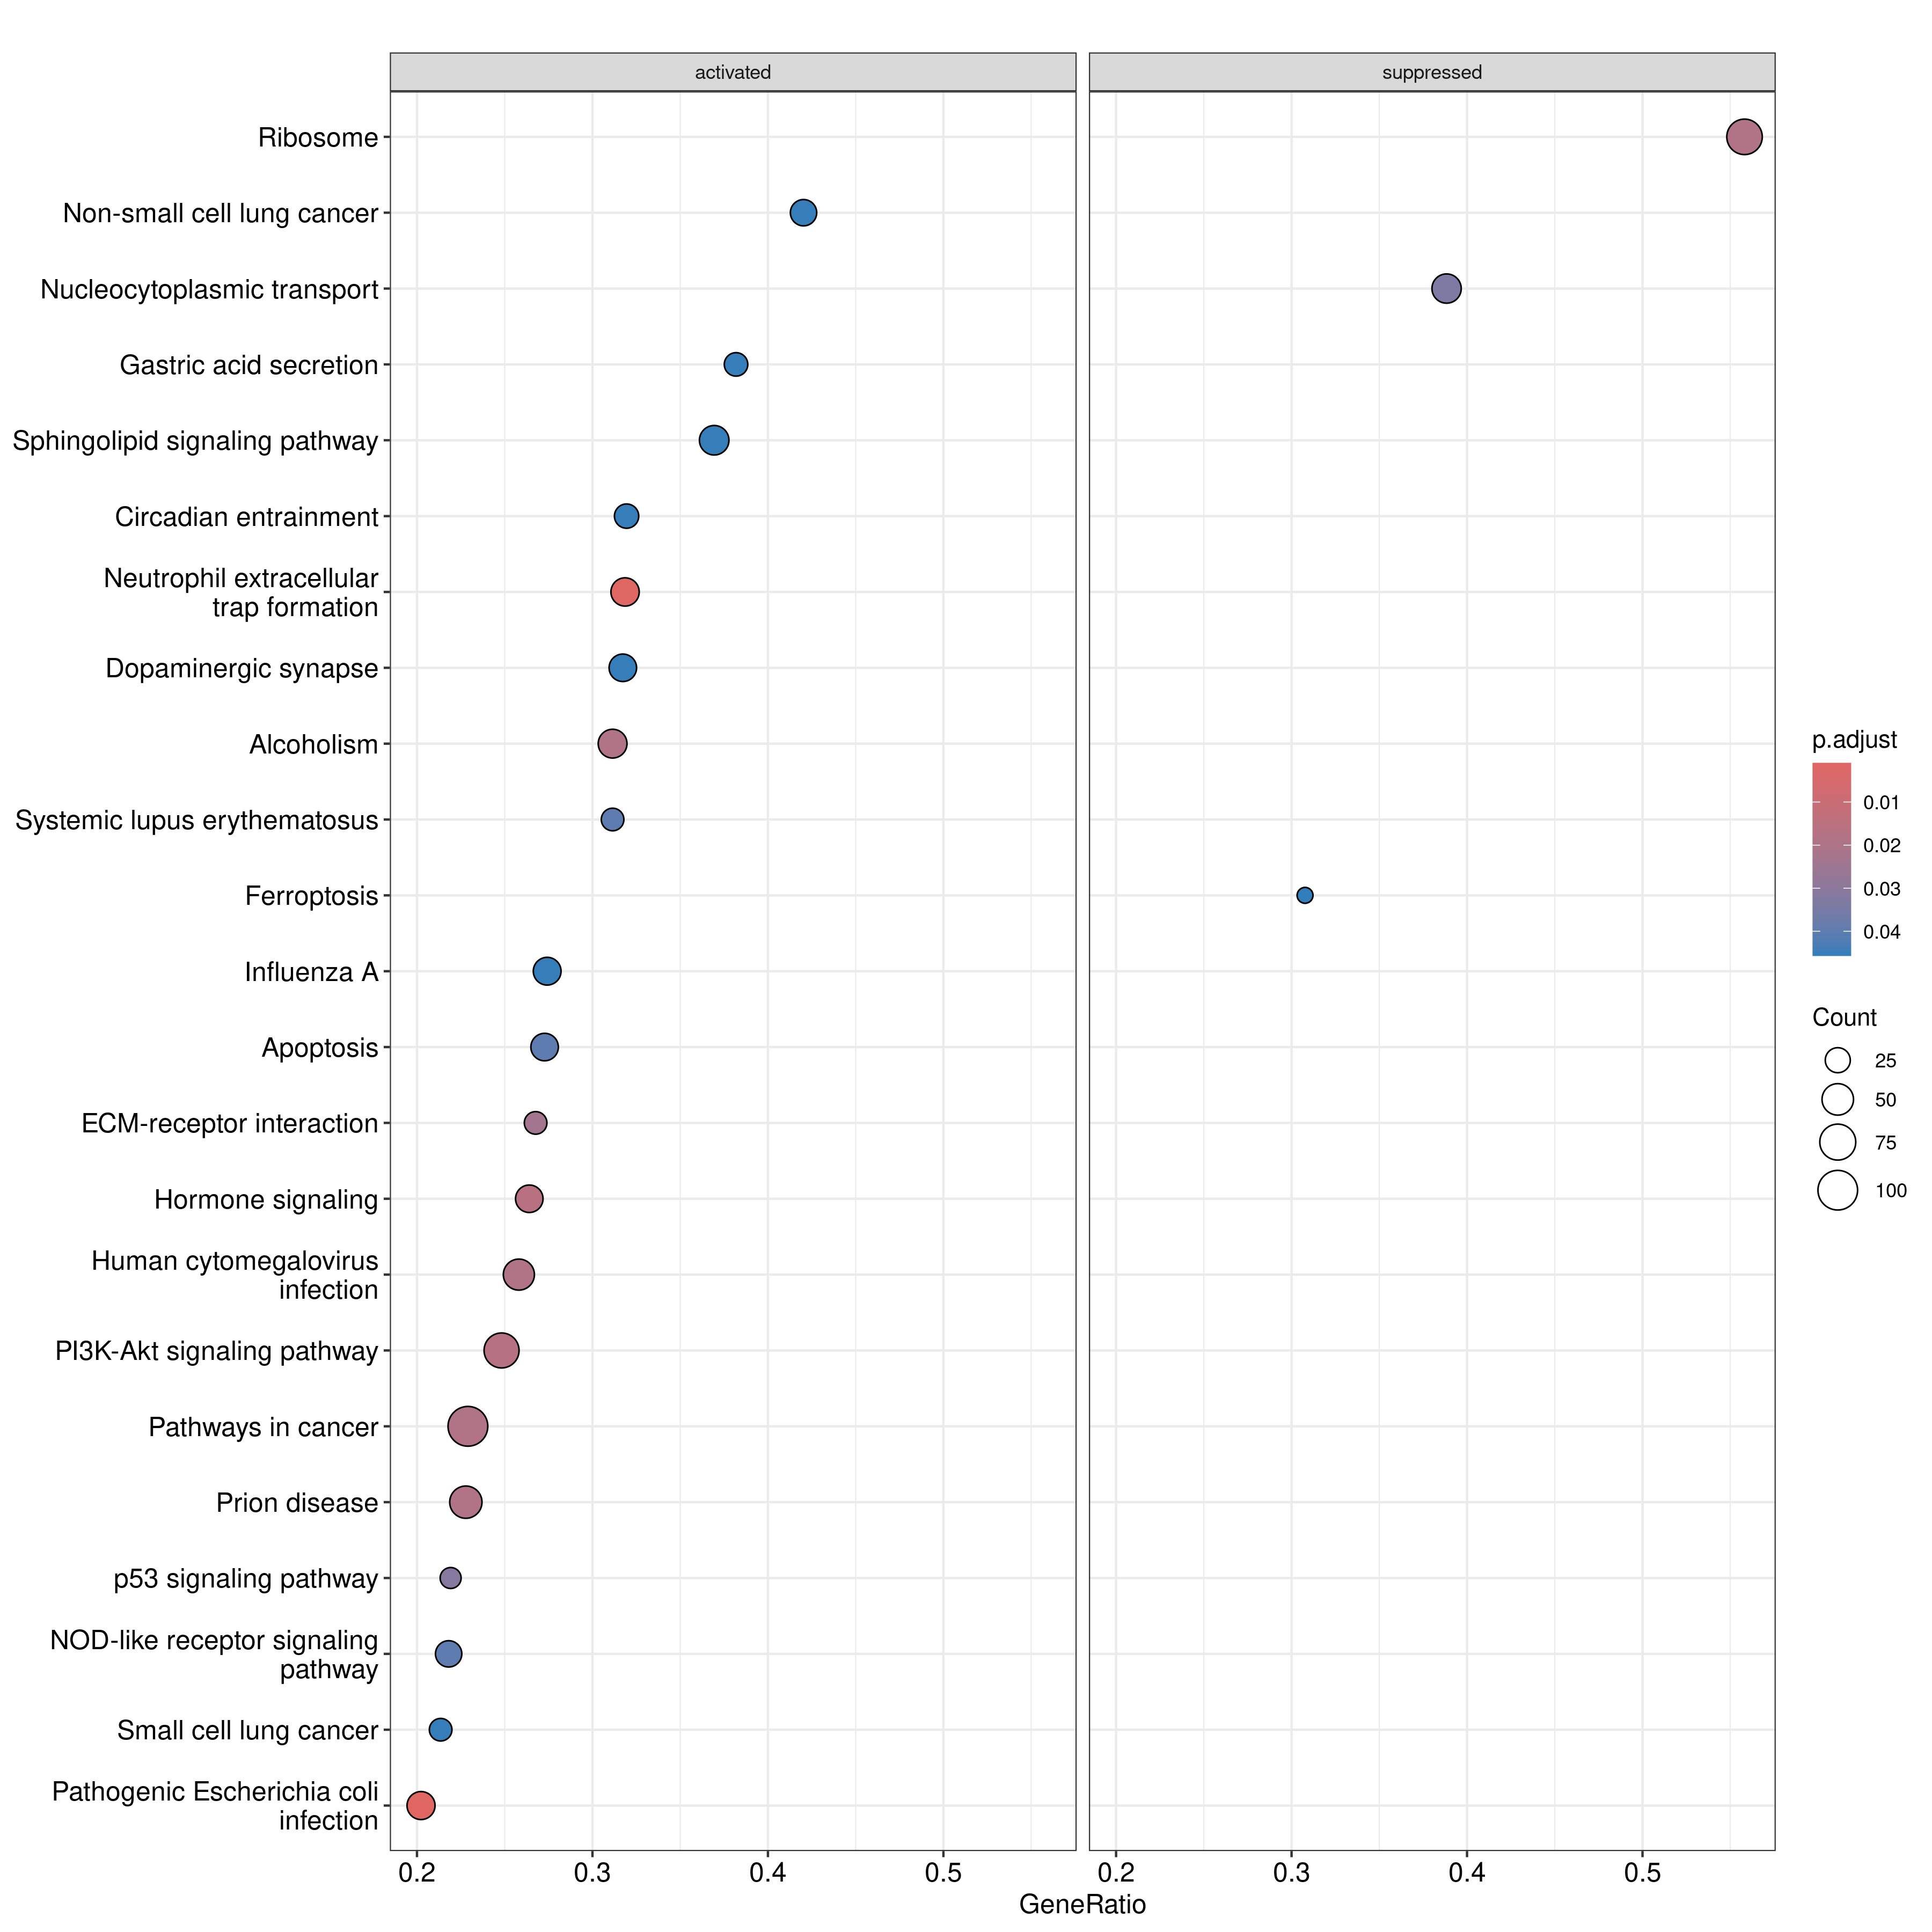 activated
suppressed
Ribosome
Non-small cell lung cancer
Nucleocytoplasmic transport
Gastric acid secretion
Sphingolipid signaling pathway
Circadian entrainment
Neutrophil extracellular
trap formation
Dopaminergic synapse
Alcoholism
Systemic lupus erythematosus
Ferroptosis
Influenza A
Apoptosis
ECM-receptor interaction
Hormone signaling
Human cytomegalovirus
infection
PI3K-Akt signaling pathway
Pathways in cancer
Prion disease
p53 signaling pathway
NOD-like receptor signaling
pathway
Small cell lung cancer
Pathogenic Escherichia coli
infection
0.2 0.3 0.4 0.5
0.2 0.3 0.4 0.5
GeneRatio
p.adjust
0.01
0.02
0.03
0.04
Count
25
50
75
100